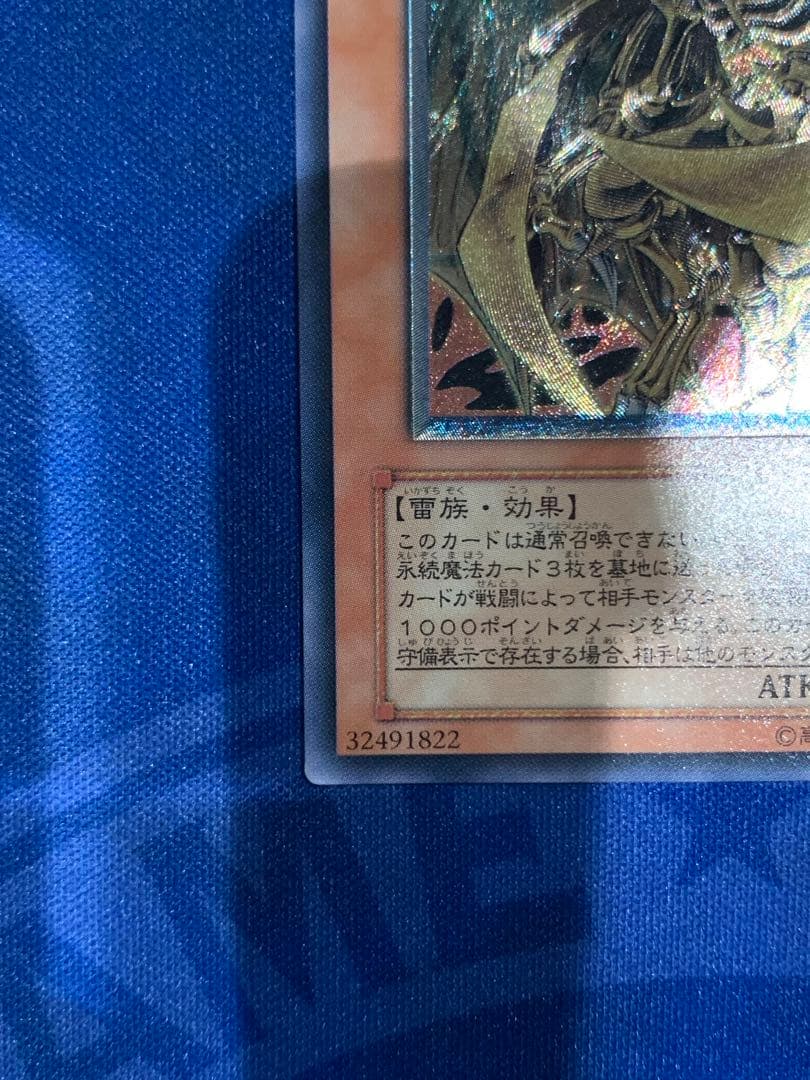 【雷族・効果】
このカードは通常召喚できない
永続魔法カード3枚を墓地に送
カードが戦闘によって相手モンスター
1000ポイントダメージを与える
守備表示で存在する場合、相手は他のモンスタ
ATK
32491822
©高
ME